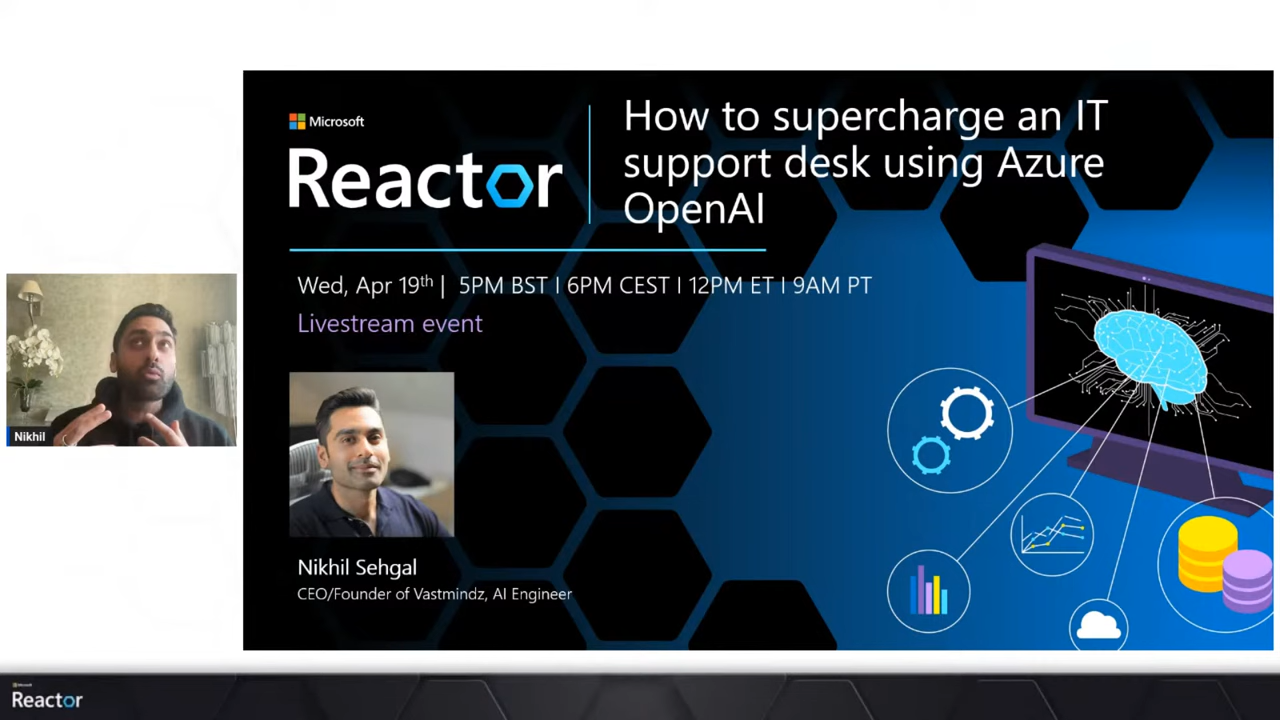 Microsoft
Reactor
How to supercharge an IT
support desk using Azure
OpenAI
Wed, Apr 19th | 5PM BST I 6PM CEST I 12PM ET I 9AM PT
Livestream event
Nikhil Sehgal
CEO/Founder of Vastmindz, AI Engineer
Nikhil
Microsoft
Reactor